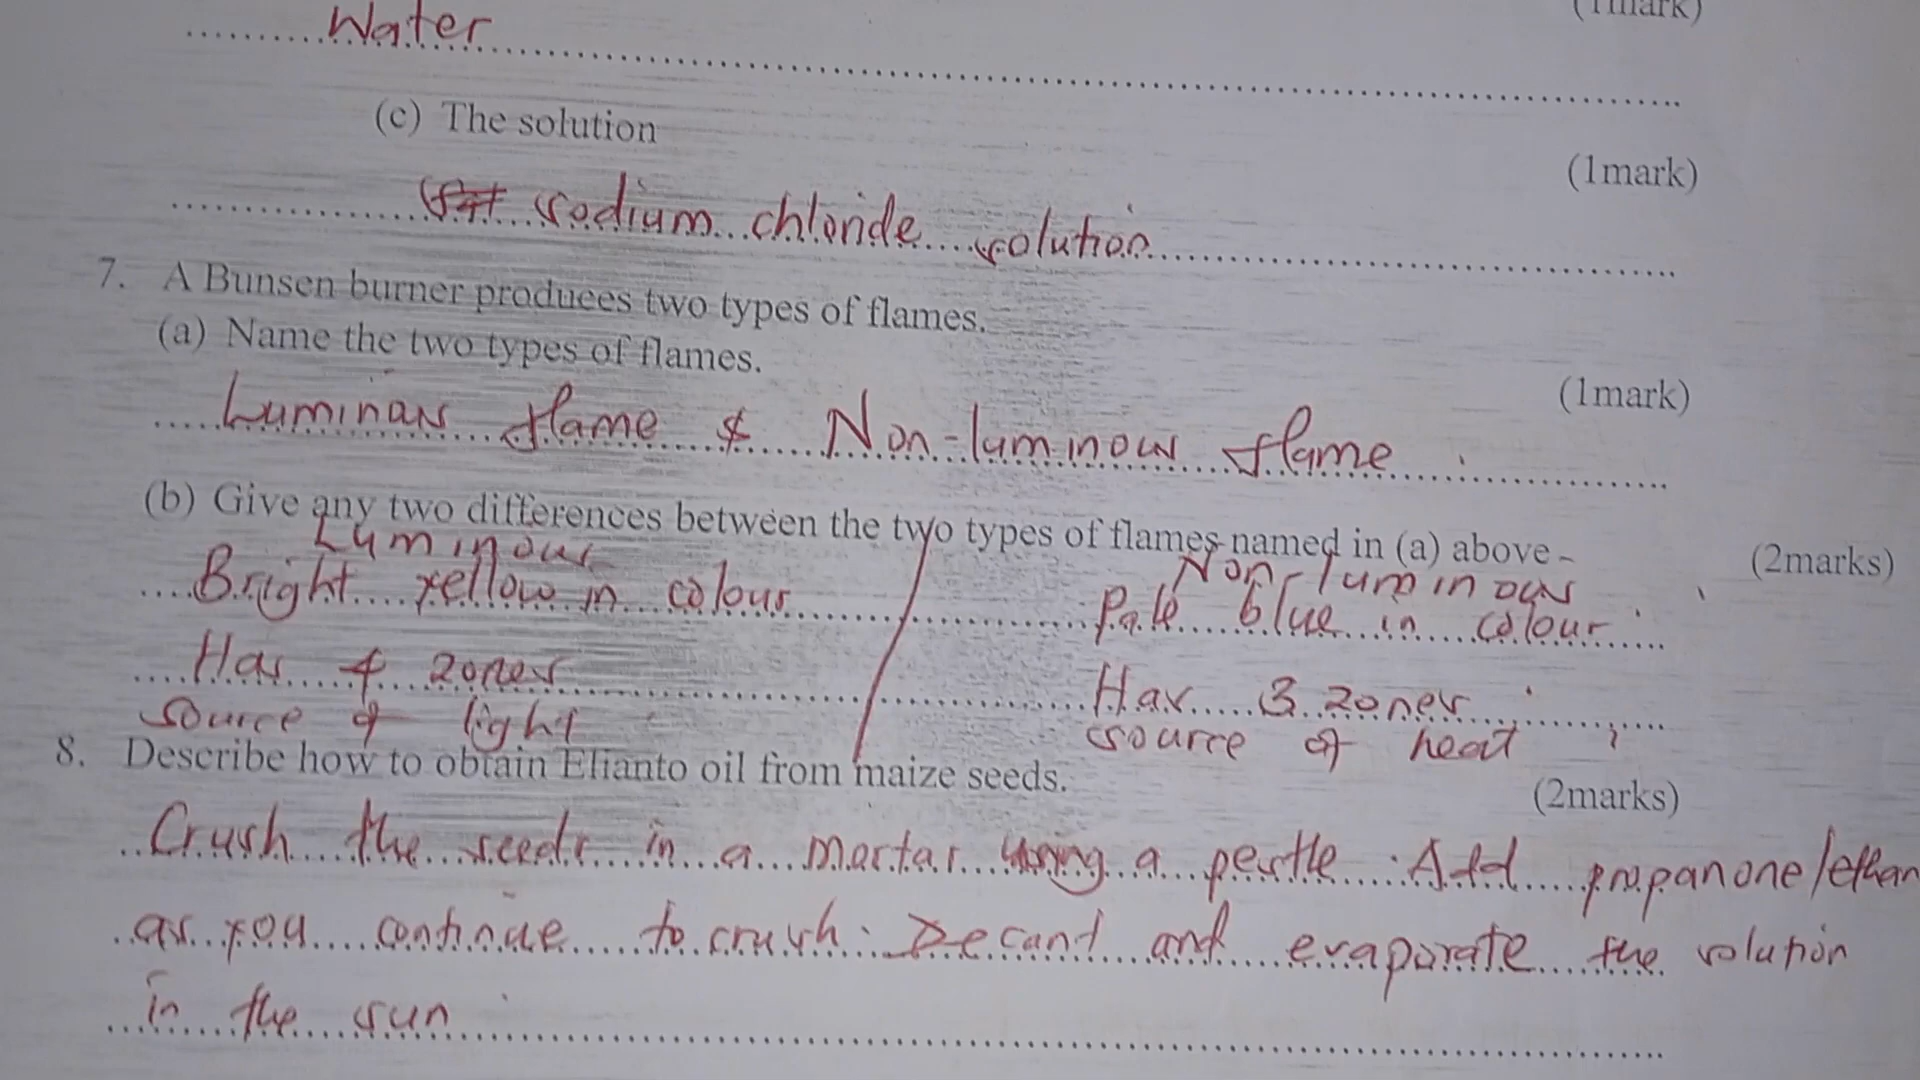 (1mark)
Water
(c) The solution
(1mark)
sodium chloride solution
7. A Bunsen burner produces two types of flames.
(a) Name the two types of flames.
(1mark)
Luminous flame & Non-luminous flame.
(b) Give any two differences between the two types of flames named in (a) above - (2marks)
Luminous Non-luminous
Bright yellow in colour Pale blue in colour.
Has 4 zones Has 3 zones.
source of light source of heat
8. Describe how to obtain Elianto oil from maize seeds.
(2marks)
Crush the seeds in a mortar using a pestle. Add propanone/ethan
as you continue to crush. Decant and evaporate the solution
in the sun.